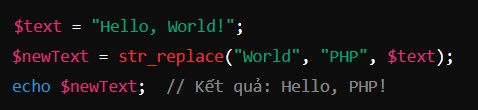 $text = "Hello, World!";
$newText = str_replace("World", "PHP", $text);
echo $newText;  // Kết quả: Hello, PHP!